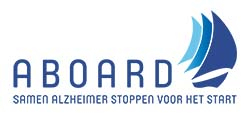 ABOARD
SAMEN ALZHEIMER STOPPEN VOOR HET START